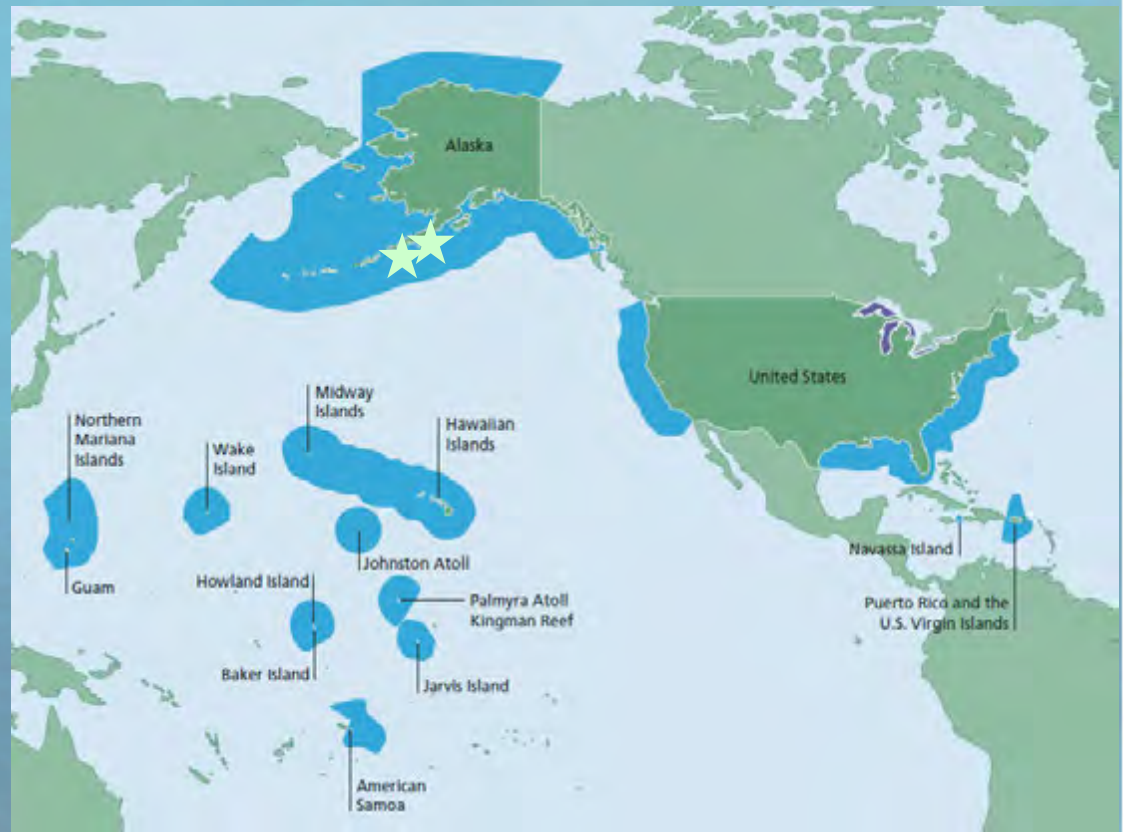 Alaska
United States
Midway
Islands
Northern
Mariana
Islands
Hawaiian
Islands
Wake
Island
Guam
Johnston Atoll
Howland Island
Palmyra Atoll
Kingman Reef
Baker Island
Jarvis Island
American
Samoa
Navassa Island
Puerto Rico and the
U.S. Virgin Islands